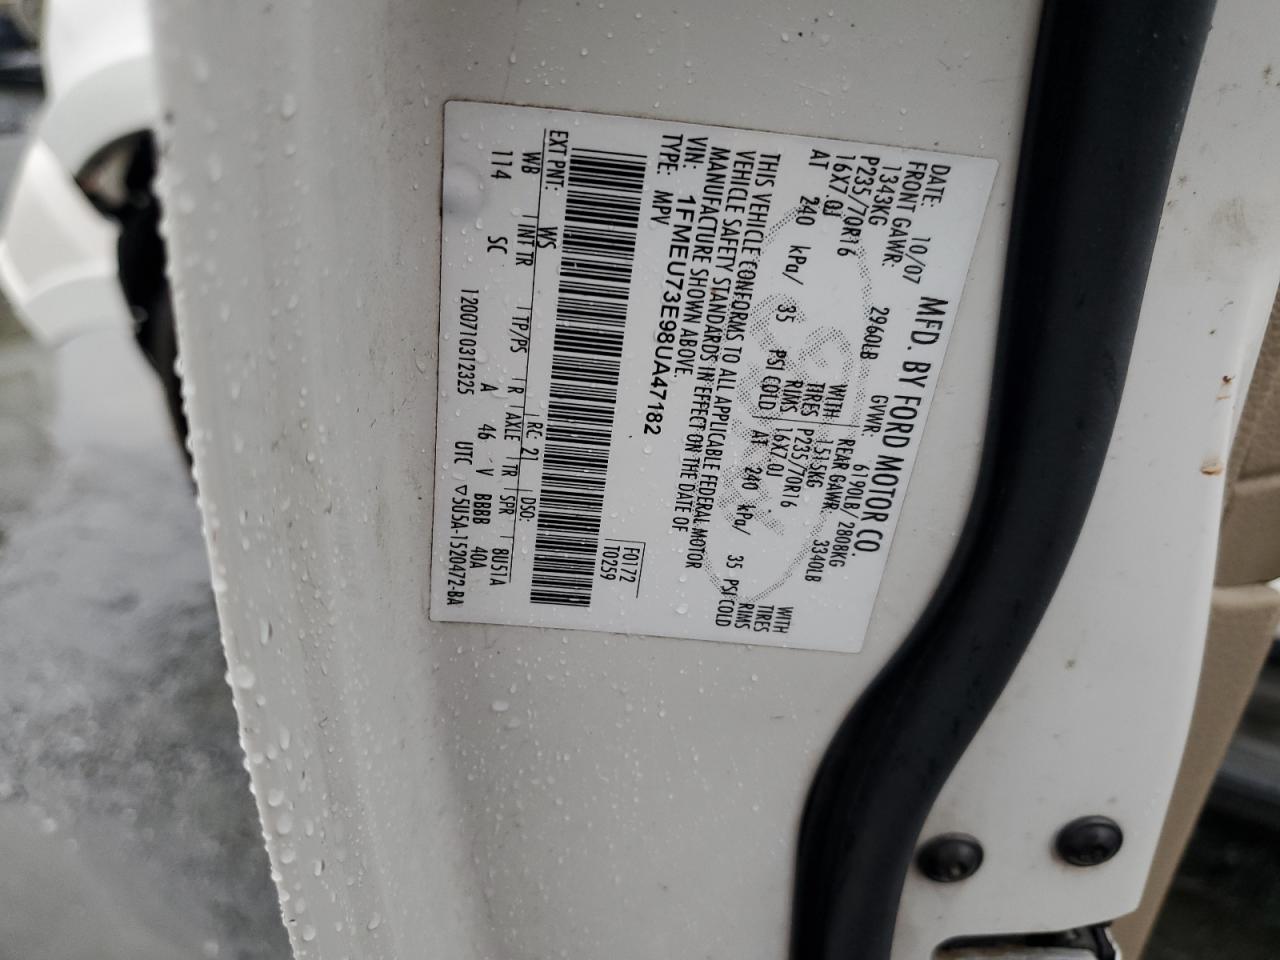 MFD. BY FORD MOTOR CO.
DATE: 10/07 GVWR: 6190LB/ 2808KG
FRONT GAWR: 2960LB REAR GAWR: 3340LB
1343KG WITH 1515KG WITH
P235/70R16 TIRES P235/70R16 TIRES
16X7.0J RIMS 16X7.0J RIMS
AT 240 kPa/ 35 PSI COLD AT 240 kPa/ 35 PSI COLD
THIS VEHICLE CONFORMS TO ALL APPLICABLE FEDERAL MOTOR
VEHICLE SAFETY STANDARDS IN EFFECT ON THE DATE OF
MANUFACTURE SHOWN ABOVE.
VIN: 1FMEU73E98UA47182
TYPE: MPV
F0172
T0259
EXT PNT: WS RC: 21 DSO:
WB INT TR TP/PS R AXLE TR SPR BUS1A
114 SC A 46 V BBBB 40A
1200710312325 UTC ▽5U5A-1520472-BA